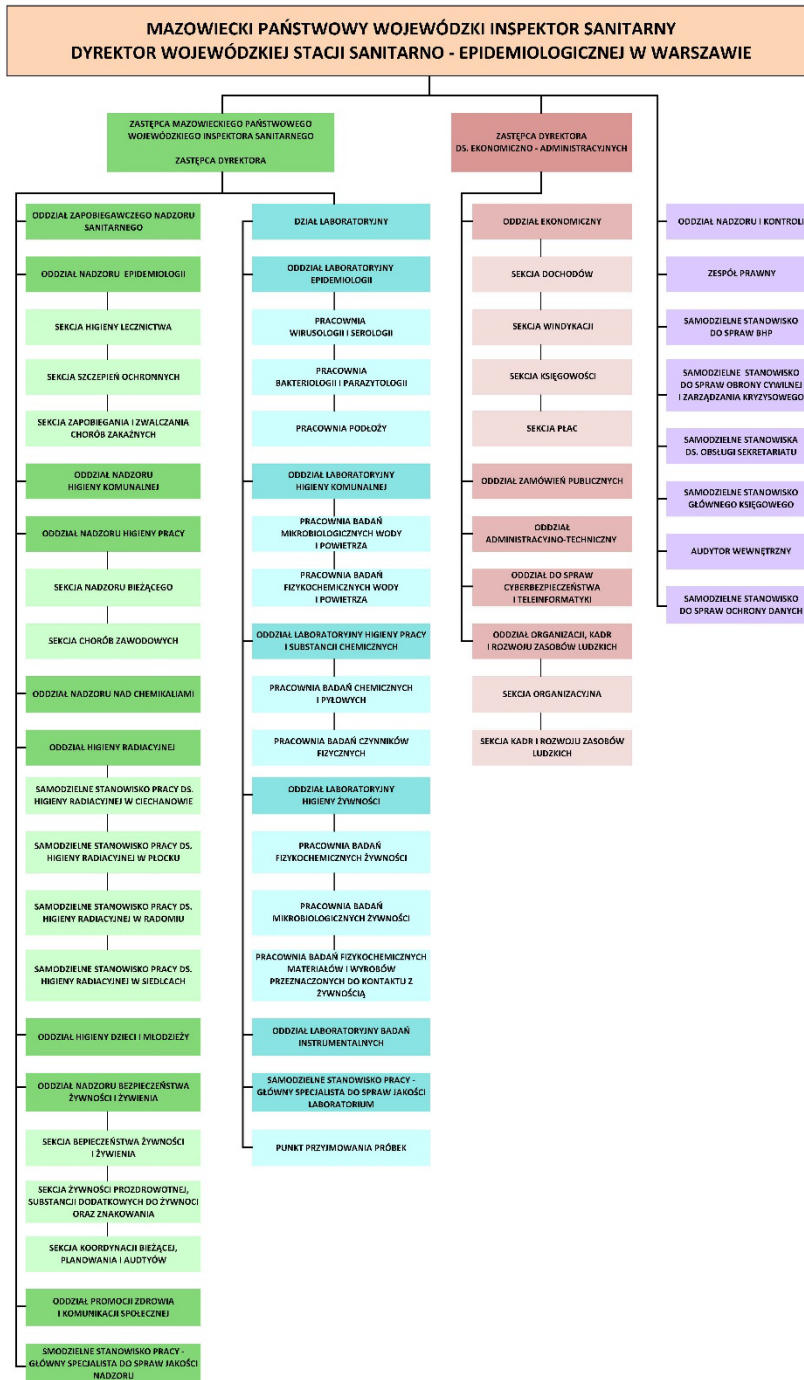 MAZOWIECKI PAŃSTWOWY WOJEWÓDZKI INSPEKTOR SANITARNY
DYREKTOR WOJEWÓDZKIEJ STACJI SANITARNO - EPIDEMIOLOGICZNEJ W WARSZAWIE
ZASTĘPCA MAZOWIECKIEGO PAŃSTWOWEGO
WOJEWÓDZKIEGO INSPEKTORA SANITARNEGO
ZASTĘPCA DYREKTORA
ODDZIAŁ ZAPOBIEGAWCZEGO NADZORU
SANITARNEGO
ODDZIAŁ NADZORU EPIDEMIOLOGII
SEKCJA HIGIENY LECZNICTWA
SEKCJA SZCZEPIEŃ OCHRONNYCH
SEKCJA ZAPOBIEGANIA I ZWALCZANIA
CHORÓB ZAKAŹNYCH
ODDZIAŁ NADZORU
HIGIENY KOMUNALNEJ
ODDZIAŁ NADZORU HIGIENY PRACY
SEKCJA NADZORU BIEŻĄCEGO
SEKCJA CHORÓB ZAWODOWYCH
ODDZIAŁ NADZORU NAD CHEMIKALIAMI
ODDZIAŁ HIGIENY RADIACYJNEJ
SAMODZIELNE STANOWISKO PRACY DS.
HIGIENY RADIACYJNEJ W CIECHANOWIE
SAMODZIELNE STANOWISKO PRACY DS.
HIGIENY RADIACYJNEJ W PŁOCKU
SAMODZIELNE STANOWISKO PRACY DS.
HIGIENY RADIACYJNEJ W RADOMIU
SAMODZIELNE STANOWISKO PRACY DS.
HIGIENY RADIACYJNEJ W SIEDLCACH
ODDZIAŁ HIGIENY DZIECI I MŁODZIEŻY
ODDZIAŁ NADZORU BEZPIECZEŃSTWA
ŻYWNOŚCI I ŻYWIENIA
SEKCJA BEPIECZEŃSTWA ŻYWNOŚCI
I ŻYWIENIA
SEKCJA ŻYWNOŚCI PROZDROWOTNEJ,
SUBSTANCJI DODATKOWYCH DO ŻYWNOCI
ORAZ ZNAKOWANIA
SEKCJA KOORDYNACJI BIEŻĄCEJ,
PLANOWANIA I AUDTYÓW
ODDZIAŁ PROMOCJI ZDROWIA
I KOMUNIKACJI SPOŁECZNEJ
SMODZIELNE STANOWISKO PRACY -
GŁÓWNY SPECJALISTA DO SPRAW JAKOŚCI
NADZORU
DZIAŁ LABORATORYJNY
ODDZIAŁ LABORATORYJNY
EPIDEMIOLOGII
PRACOWNIA
WIRUSOLOGII I SEROLOGII
PRACOWNIA
BAKTERIOLOGII I PARAZYTOLOGII
PRACOWNIA PODŁOŻY
ODDZIAŁ LABORATORYJNY
HIGIENY KOMUNALNEJ
PRACOWNIA BADAŃ
MIKROBIOLOGICZNYCH WODY
I POWIETRZA
PRACOWNIA BADAŃ
FIZYKOCHEMICZNYCH WODY
I POWIETRZA
ODDZIAŁ LABORATORYJNY HIGIENY PRACY
I SUBSTANCJI CHEMICZNYCH
PRACOWNIA BADAŃ CHEMICZNYCH
I PYŁOWYCH
PRACOWNIA BADAŃ CZYNNIKÓW
FIZYCZNYCH
ODDZIAŁ LABORATORYJNY
HIGIENY ŻYWNOŚCI
PRACOWNIA BADAŃ
FIZYKOCHEMICZNYCH ŻYWNOŚCI
PRACOWNIA BADAŃ
MIKROBIOLOGICZNYCH ŻYWNOŚCI
PRACOWNIA BADAŃ FIZYKOCHEMICZNYCH
MATERIAŁÓW I WYROBÓW
PRZEZNACZONYCH DO KONTAKTU Z
ŻYWNOŚCIĄ
ODDZIAŁ LABORATORYJNY BADAŃ
INSTRUMENTALNYCH
SAMODZIELNE STANOWISKO PRACY -
GŁÓWNY SPECJALISTA DO SPRAW JAKOŚCI
LABORATORIUM
PUNKT PRZYJMOWANIA PRÓBEK
ZASTĘPCA DYREKTORA
DS. EKONOMICZNO - ADMINISTRACYJNYCH
ODDZIAŁ EKONOMICZNY
SEKCJA DOCHODÓW
SEKCJA WINDYKACJI
SEKCJA KSIĘGOWOŚCI
SEKCJA PŁAC
ODDZIAŁ ZAMÓWIEŃ PUBLICZNYCH
ODDZIAŁ
ADMINISTRACYJNO-TECHNICZNY
ODDZIAŁ DO SPRAW
CYBERBEZPIECZEŃSTWA
I TELEINFORMATYKI
ODDZIAŁ ORGANIZACJI, KADR
I ROZWOJU ZASOBÓW LUDZKICH
SEKCJA ORGANIZACYJNA
SEKCJA KADR I ROZWOJU ZASOBÓW
LUDZKICH
ODDZIAŁ NADZORU I KONTROLI
ZESPÓŁ PRAWNY
SAMODZIELNE STANOWISKO
DO SPRAW BHP
SAMODZIELNE STANOWISKO
DO SPRAW OBRONY CYWILNEJ
I ZARZĄDZANIA KRYZYSOWEGO
SAMODZIELNE STANOWISKA
DS. OBSŁUGI SEKRETARIATU
SAMODZIELNE STANOWISKO
GŁÓWNEGO KSIĘGOWEGO
AUDYTOR WEWNĘTRZNY
SAMODZIELNE STANOWISKO
DO SPRAW OCHRONY DANYCH